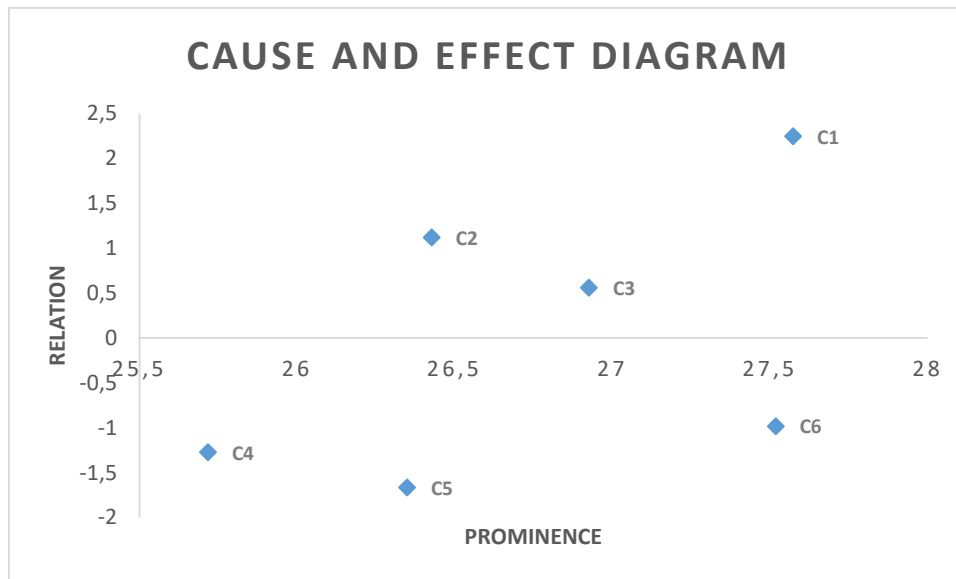 CAUSE AND EFFECT DIAGRAM
2,5
2
1,5
1
0,5
0
-0,5
-1
-1,5
-2
25,5
26
26,5
27
27,5
28
RELATION
PROMINENCE
C1
C2
C3
C4
C5
C6